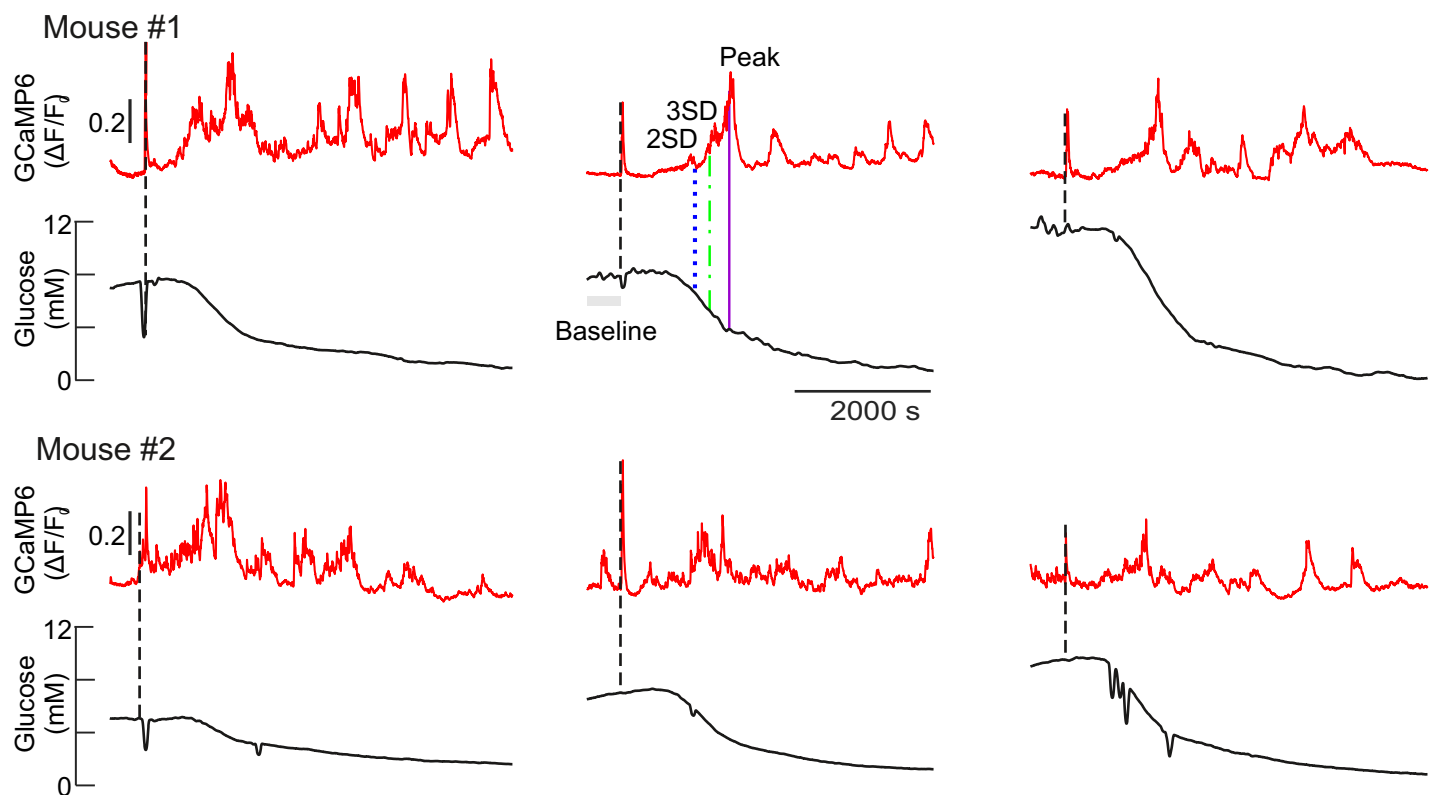 Mouse #1
GCaMP6
(ΔF/F₀)
0.2
Peak
3SD
2SD
12
Glucose
(mM)
0
Baseline
2000 s
Mouse #2
GCaMP6
(ΔF/F₀)
0.2
12
Glucose
(mM)
0